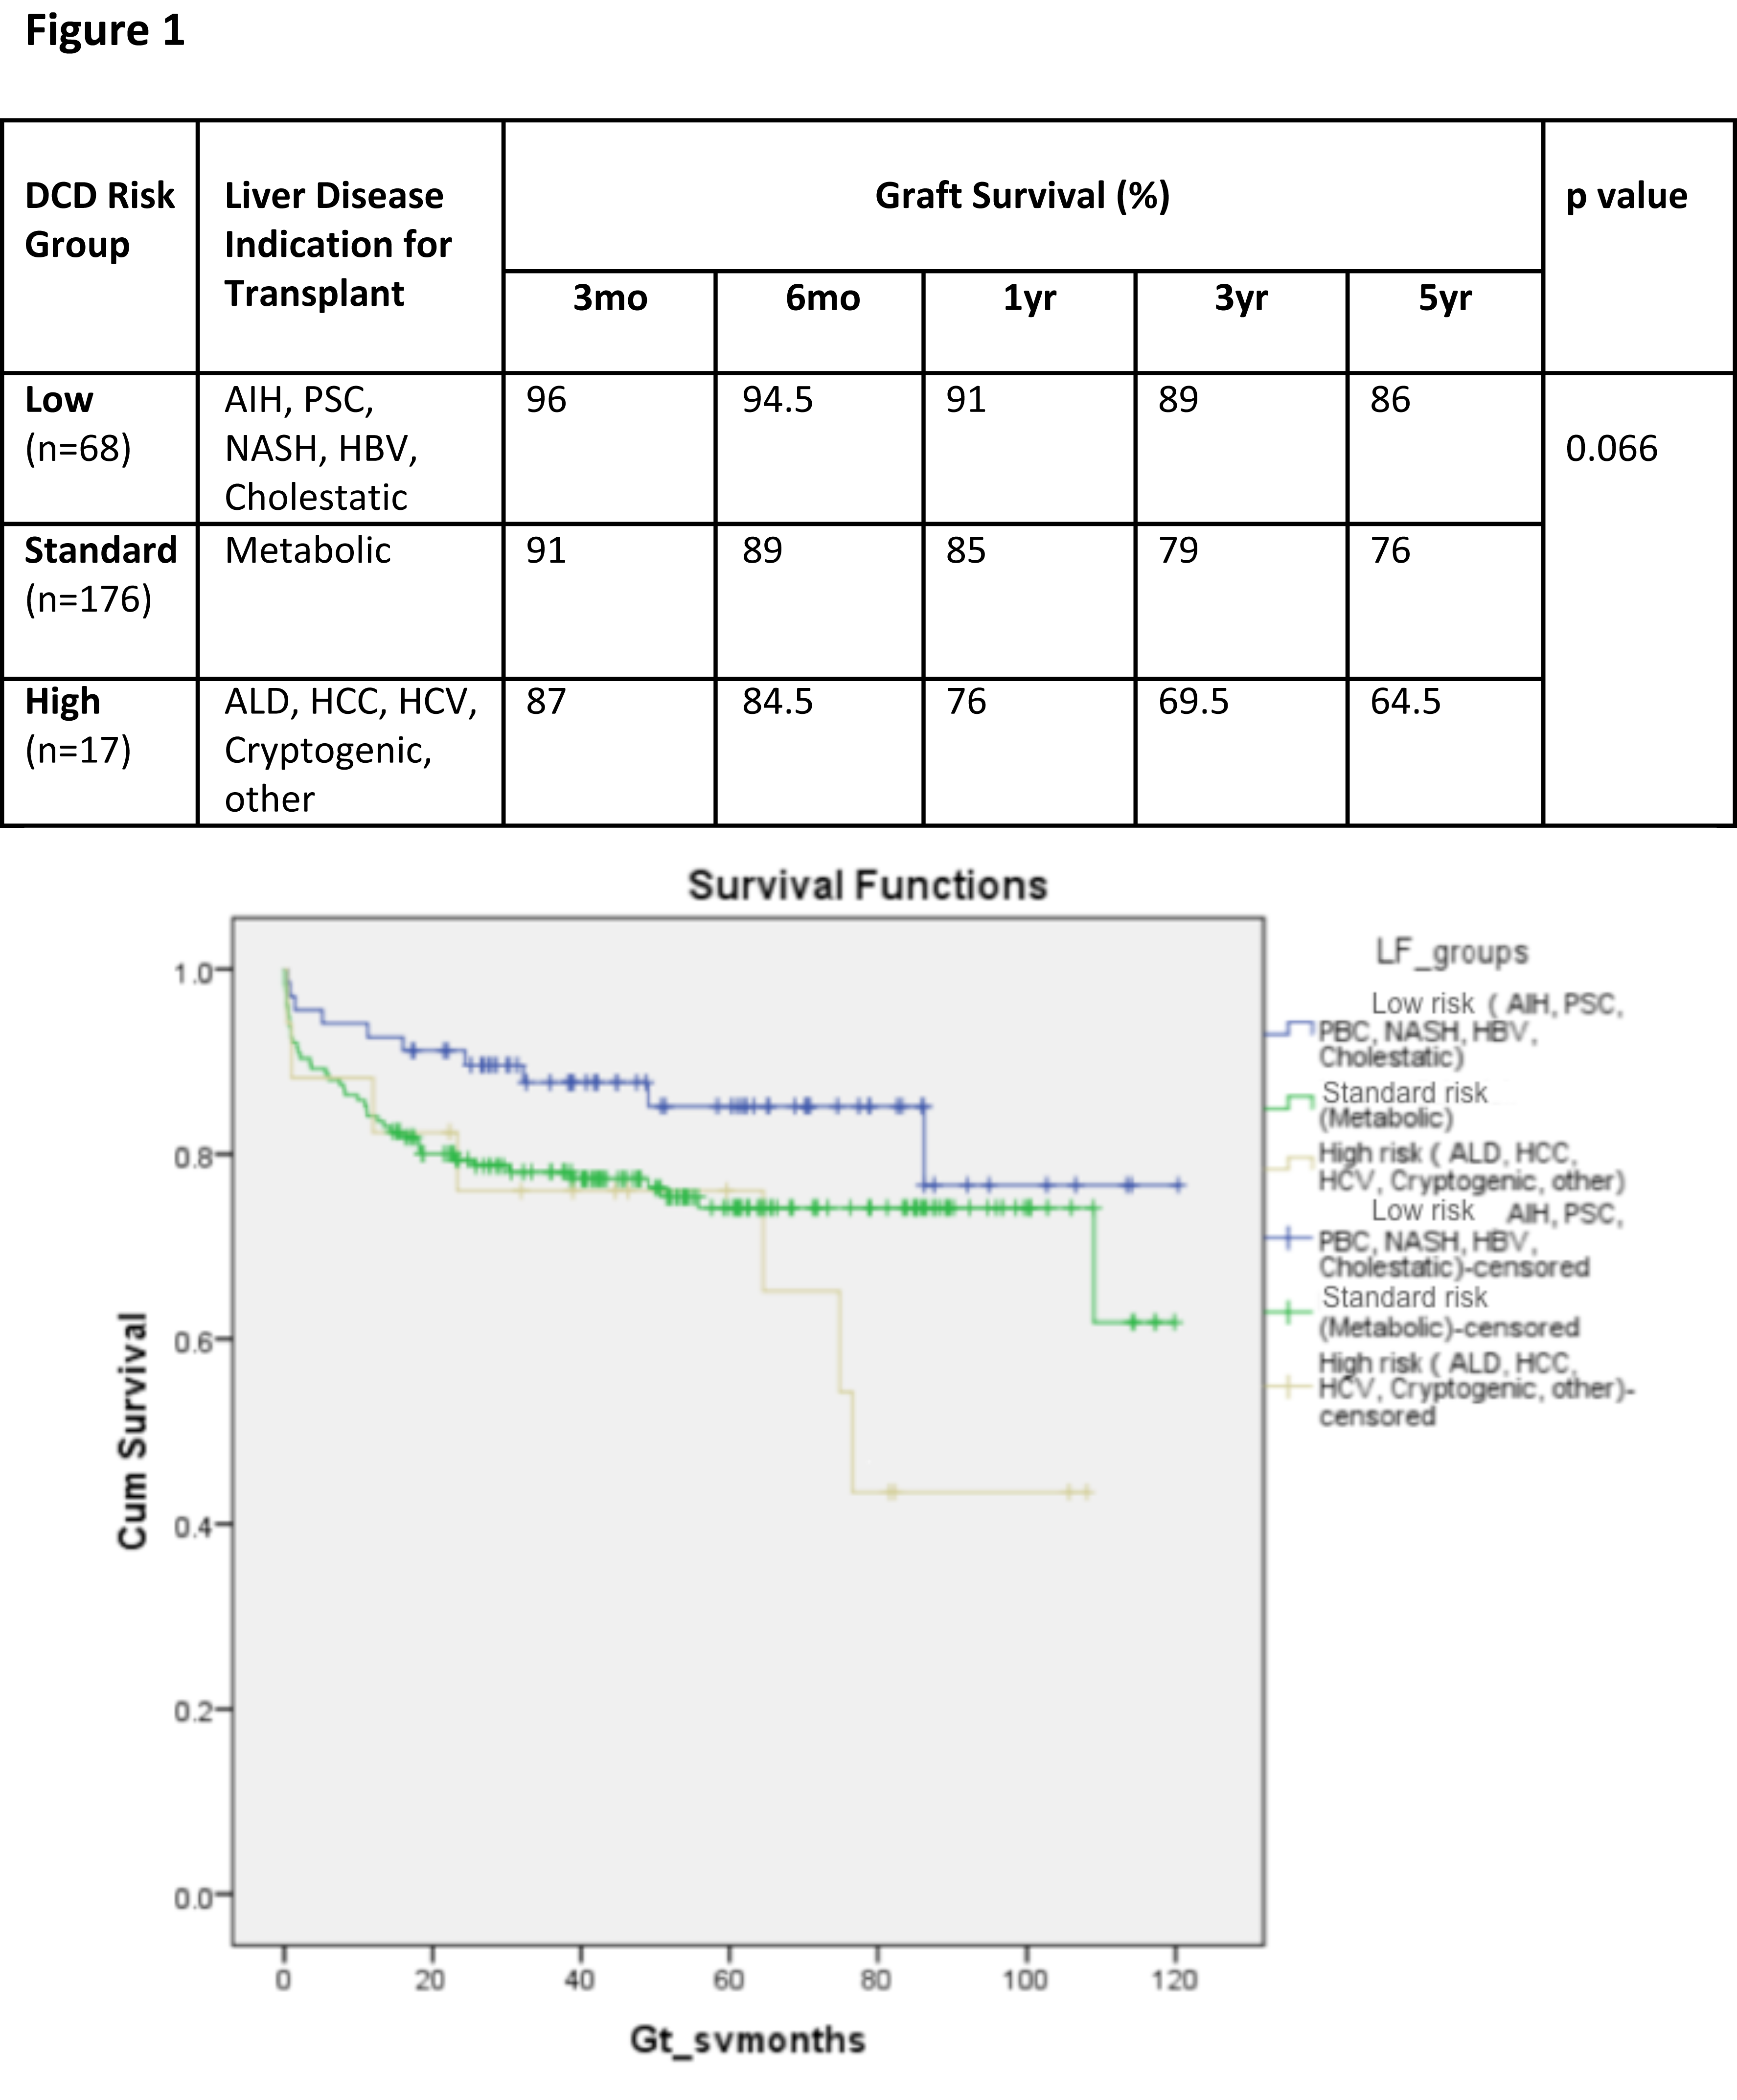 Figure 1
DCD Risk
Group
Liver Disease
Indication for
Transplant
Graft Survival (%)
p value
3mo
6mo
1yr
3yr
5yr
Low
(n=68)
AIH, PSC,
NASH, HBV,
Cholestatic
96
94.5
91
89
86
0.066
Standard
(n=176)
Metabolic
91
89
85
79
76
High
(n=17)
ALD, HCC, HCV,
Cryptogenic,
other
87
84.5
76
69.5
64.5
Survival Functions
Cum Survival
1.0
0.8
0.6
0.4
0.2
0.0
0
20
40
60
80
100
120
Gt_svmonths
LF_groups
Low risk ( AIH, PSC,
PBC, NASH, HBV,
Cholestatic)
Standard risk
(Metabolic)
High risk ( ALD, HCC,
HCV, Cryptogenic, other)
Low risk AIH, PSC,
PBC, NASH, HBV,
Cholestatic)-censored
Standard risk
(Metabolic)-censored
High risk ( ALD, HCC,
HCV, Cryptogenic, other)-
censored